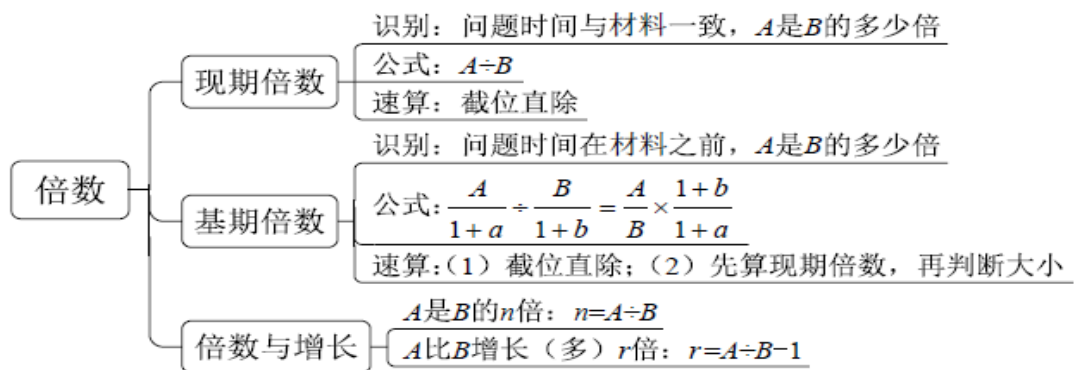 倍数
现期倍数
识别：问题时间与材料一致，A是B的多少倍
公式：A÷B
速算：截位直除
基期倍数
识别：问题时间在材料之前，A是B的多少倍
公式：A/(1+a) ÷ B/(1+b) = A/B × (1+b)/(1+a)
速算：（1）截位直除；（2）先算现期倍数，再判断大小
倍数与增长
A是B的n倍：n=A÷B
A比B增长（多）r倍：r=A÷B-1